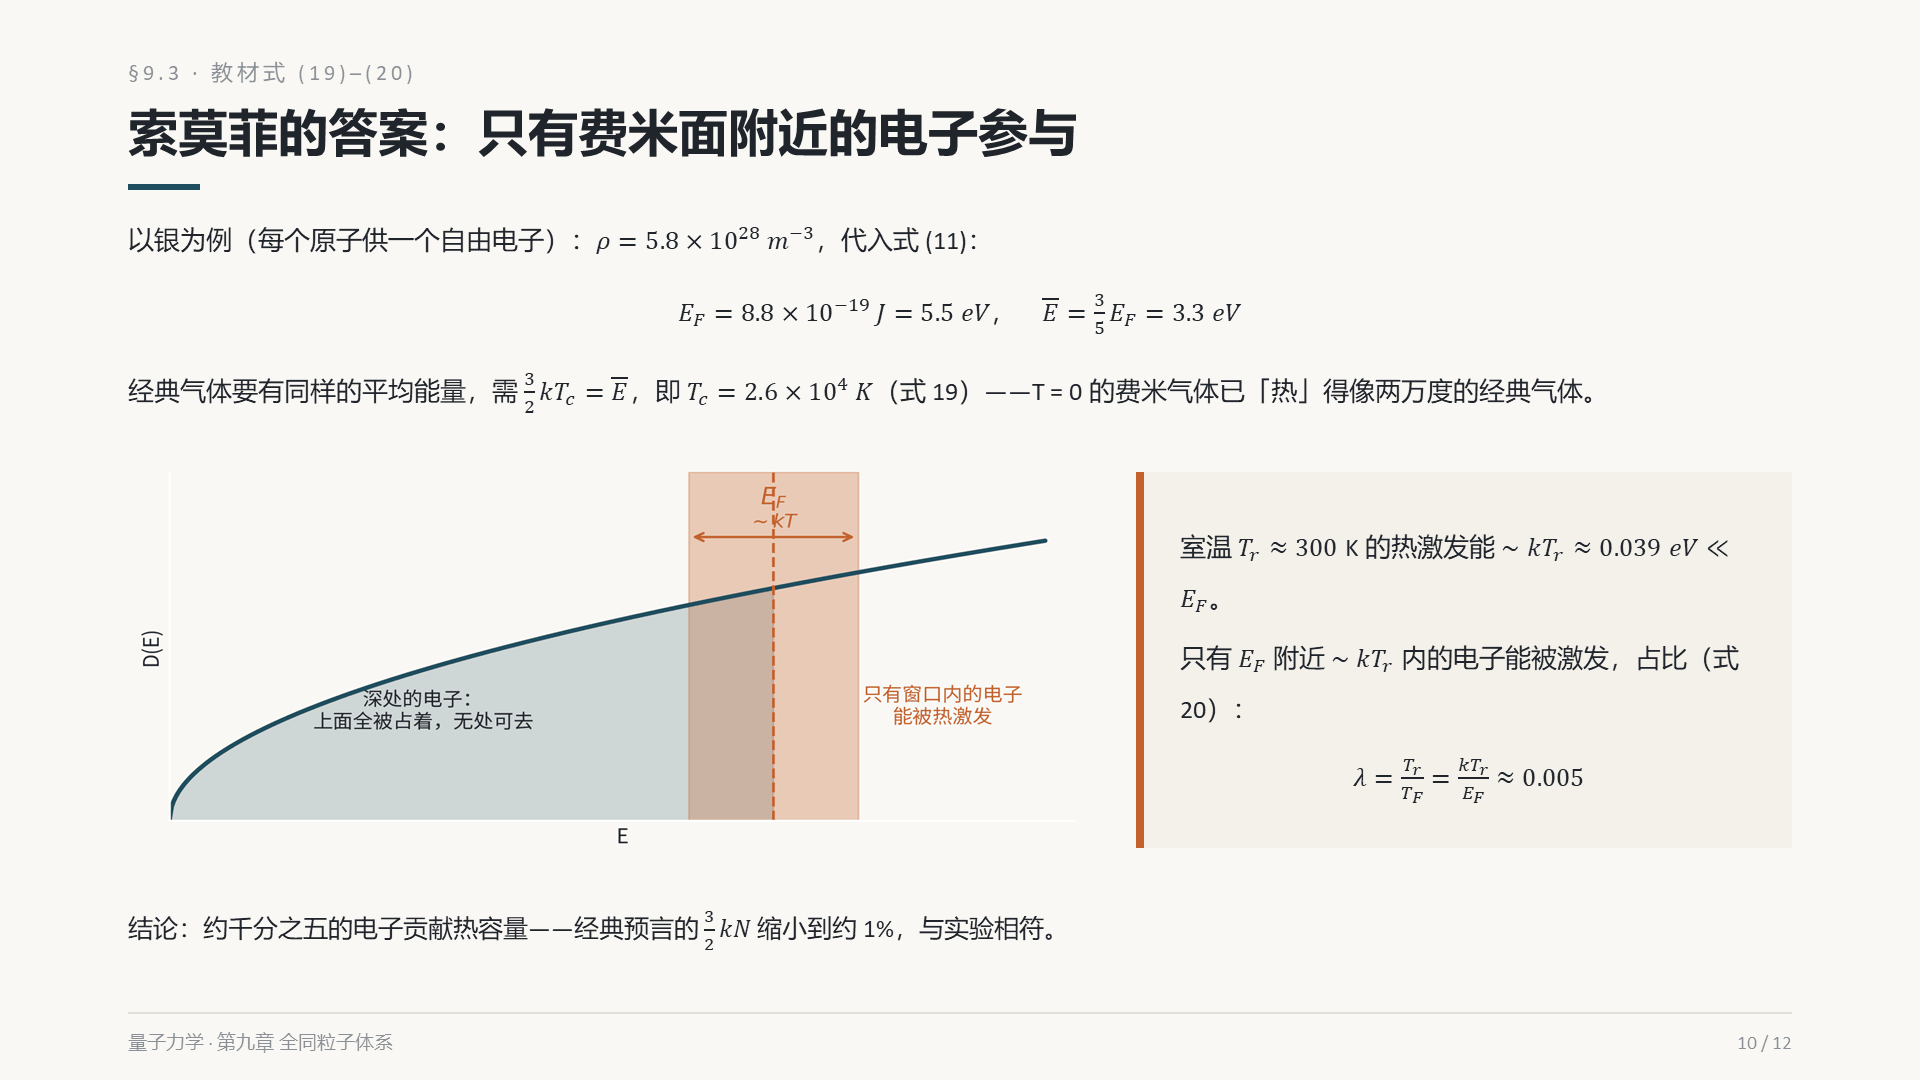 §9.3 · 教材式 (19)–(20)
索莫菲的答案：只有费米面附近的电子参与
以银为例（每个原子供一个自由电子）：ρ = 5.8 × 10²⁸ m⁻³，代入式 (11)：
E_F = 8.8 × 10⁻¹⁹ J = 5.5 eV，  E̅ = 3/5 E_F = 3.3 eV
经典气体要有同样的平均能量，需 3/2 kT_c = E̅，即 T_c = 2.6 × 10⁴ K（式 19）——T = 0 的费米气体已「热」得像两万度的经典气体。
E_F
~ kT
D(E)
深处的电子：
上面全被占着，无处可去
只有窗口内的电子
能被热激发
E
室温 T_r ≈ 300 K 的热激发能 ~ kT_r ≈ 0.039 eV ≪
E_F。
只有 E_F 附近 ~ kT_r 内的电子能被激发，占比（式
20）：
λ = T_r/T_F = kT_r/E_F ≈ 0.005
结论：约千分之五的电子贡献热容量——经典预言的 3/2 kN 缩小到约 1%，与实验相符。
量子力学 · 第九章 全同粒子体系
10 / 12